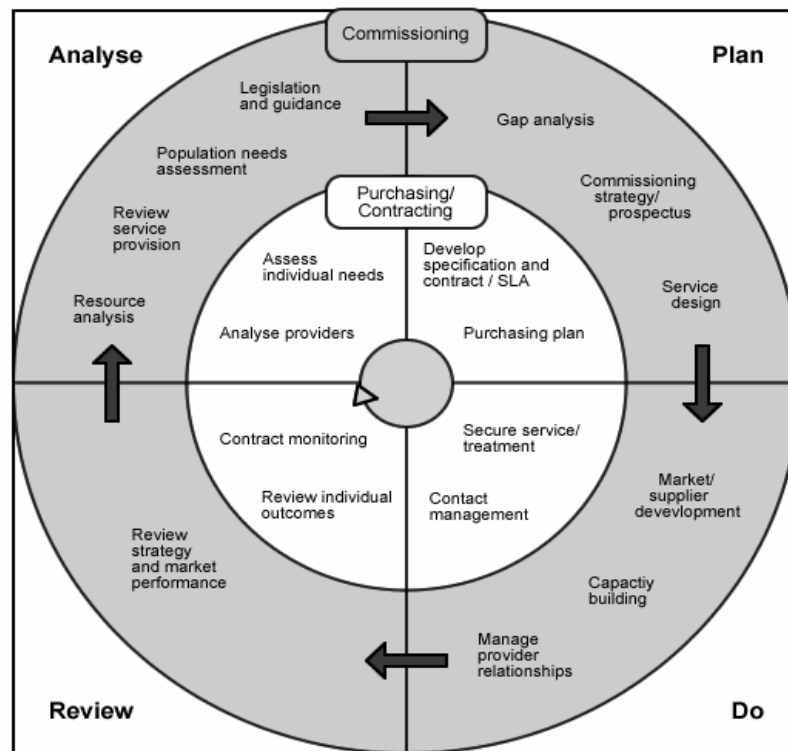 Commissioning
Analyse
Plan
Legislation
and guidance
Gap analysis
Population needs
assessment
Commissioning
strategy/
prospectus
Review
service
provision
Purchasing/
Contracting
Assess
individual needs
Develop
specification and
contract / SLA
Resource
analysis
Service
design
Analyse providers
Purchasing plan
Contract monitoring
Secure service/
treatment
Review individual
outcomes
Contact
management
Market/
supplier
devevlopment
Review
strategy
and market
performance
Capactiy
building
Manage
provider
relationships
Review
Do